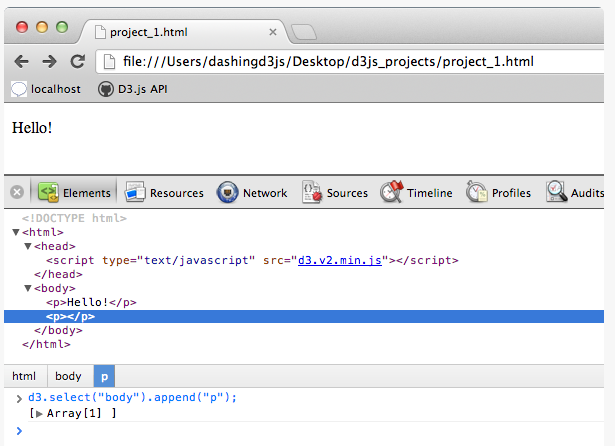 project_1.html
file:///Users/dashingd3js/Desktop/d3js_projects/project_1.html
localhost D3.js API
Hello!
Elements Resources Network Sources Timeline Profiles Audits
<!DOCTYPE html>
<html>
<head>
<script type="text/javascript" src="d3.v2.min.js"></script>
</head>
<body>
<p>Hello!</p>
<p></p>
</body>
</html>
html body p
> d3.select("body").append("p");
[▶Array[1] ]
>